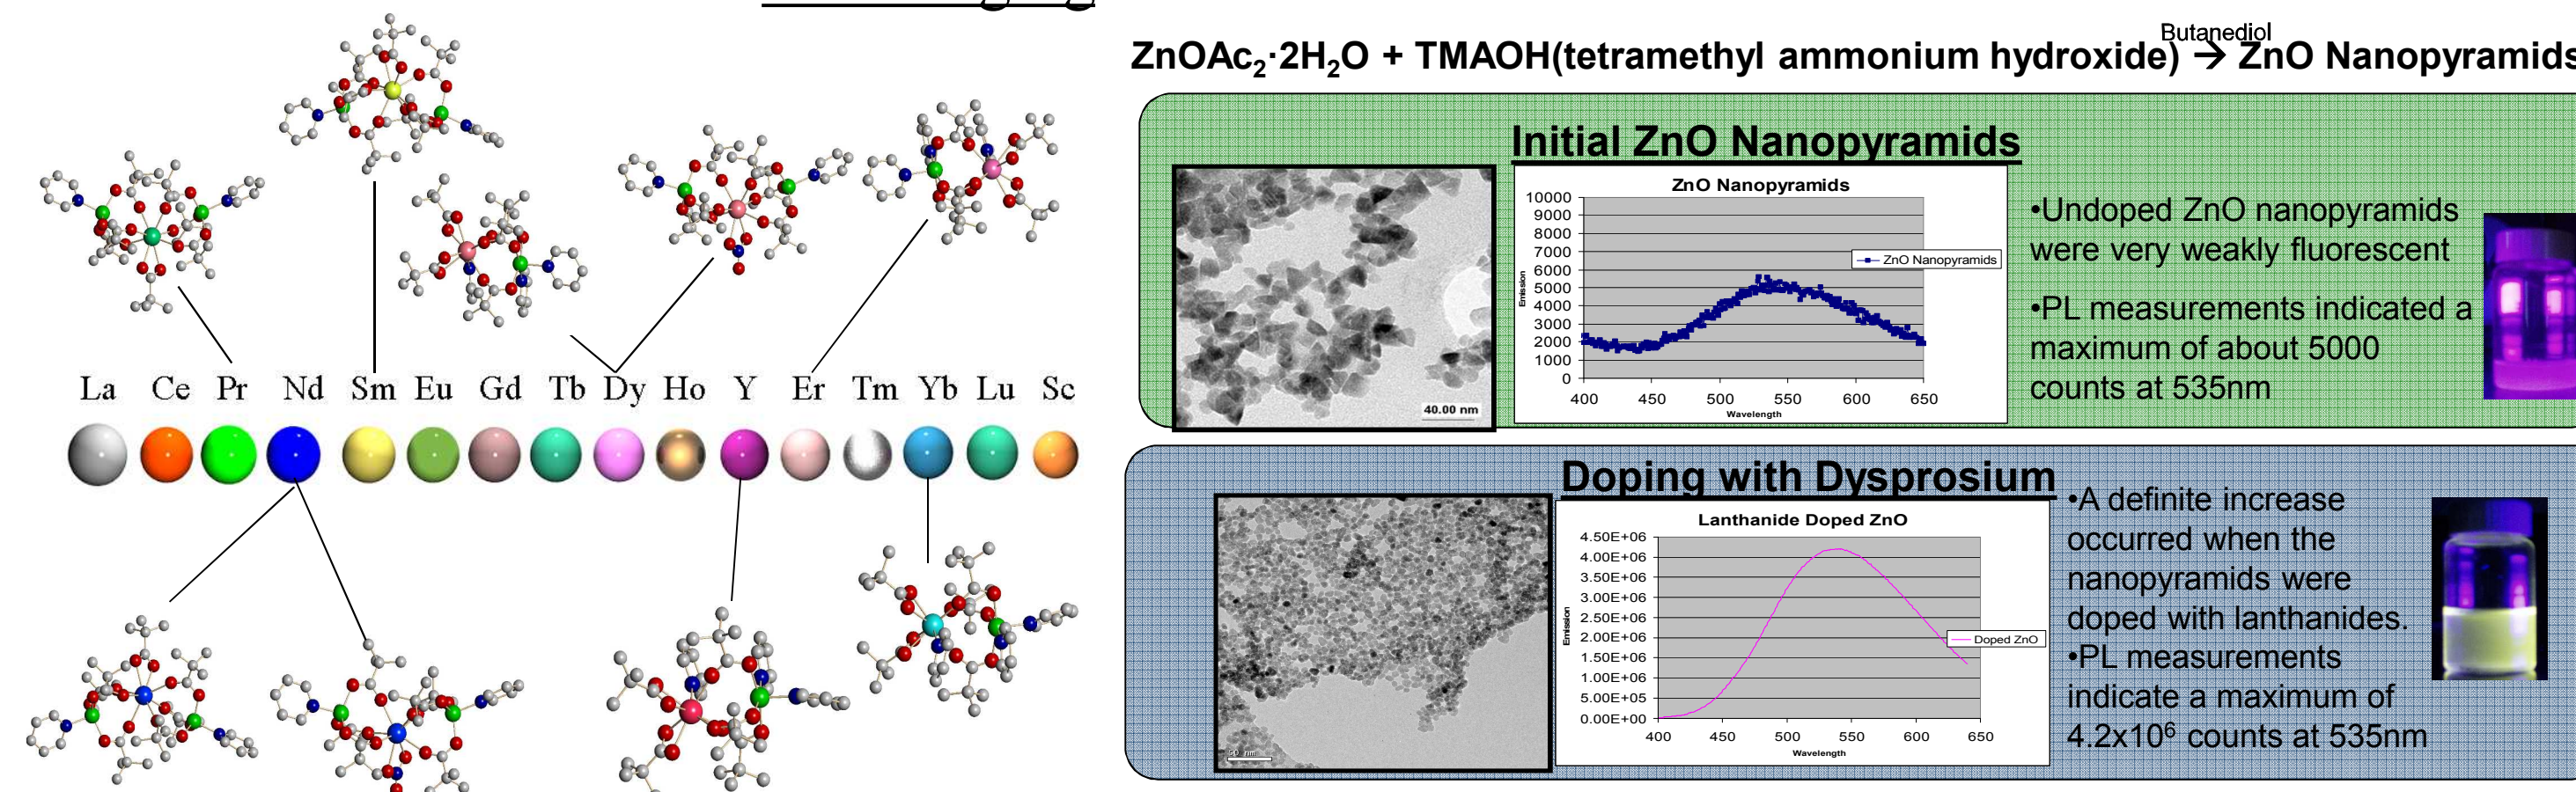 Butanediol
ZnOAc₂·2H₂O + TMAOH(tetramethyl ammonium hydroxide) → ZnO Nanopyramids
La Ce Pr Nd Sm Eu Gd Tb Dy Ho Y Er Tm Yb Lu Sc
Initial ZnO Nanopyramids
40.00 nm
ZnO Nanopyramids
10000
9000
8000
7000
6000
5000
4000
3000
2000
1000
0
Emission
400 450 500 550 600 650
Wavelength
ZnO Nanopyramids
•Undoped ZnO nanopyramids
were very weakly fluorescent
•PL measurements indicated a
maximum of about 5000
counts at 535nm
Doping with Dysprosium
50 nm
Lanthanide Doped ZnO
4.50E+06
4.00E+06
3.50E+06
3.00E+06
2.50E+06
2.00E+06
1.50E+06
1.00E+06
5.00E+05
0.00E+00
Emission
400 450 500 550 600 650
Wavelength
Doped ZnO
•A definite increase
occurred when the
nanopyramids were
doped with lanthanides.
•PL measurements
indicate a maximum of
4.2x10⁶ counts at 535nm